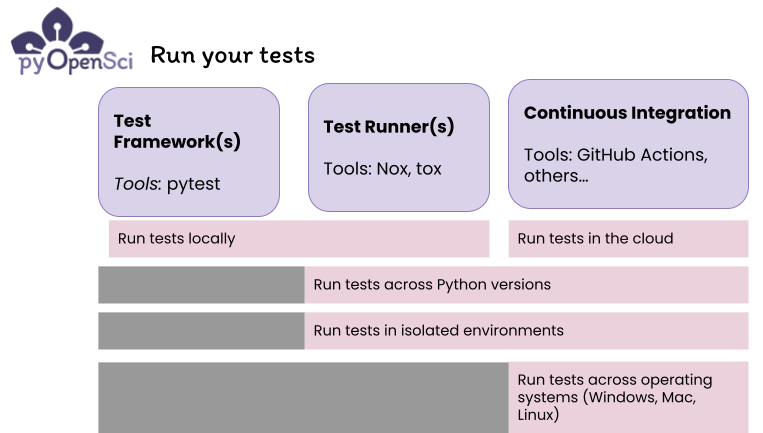 pyOpenSci
Run your tests
Test
Framework(s)
Tools: pytest
Test Runner(s)
Tools: Nox, tox
Continuous Integration
Tools: GitHub Actions,
others...
Run tests locally
Run tests in the cloud
Run tests across Python versions
Run tests in isolated environments
Run tests across operating
systems (Windows, Mac,
Linux)